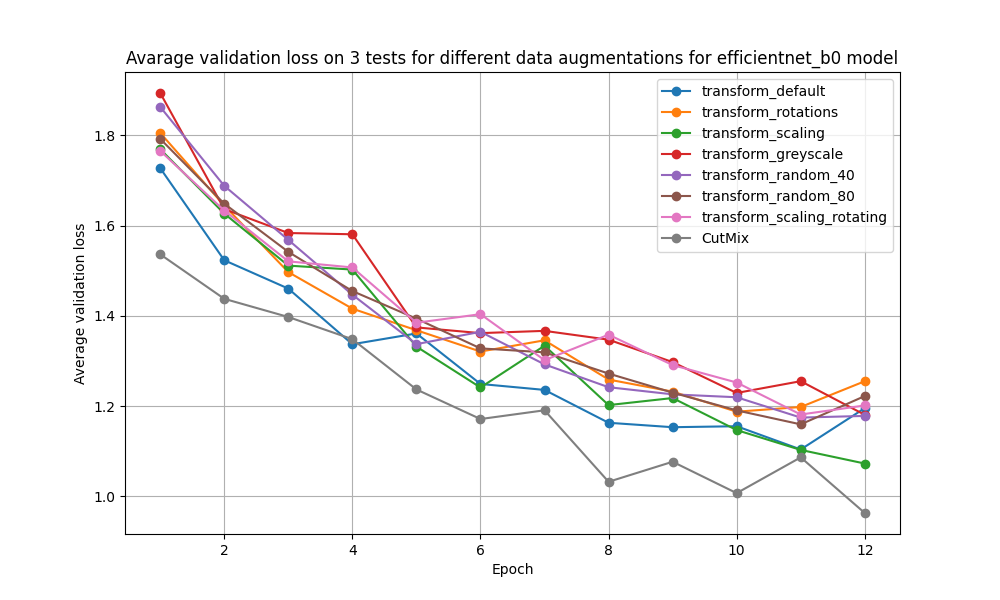 Avarage validation loss on 3 tests for different data augmentations for efficientnet_b0 model
transform_default
transform_rotations
transform_scaling
transform_greyscale
transform_random_40
transform_random_80
transform_scaling_rotating
CutMix
Average validation loss
1.8
1.6
1.4
1.2
1.0
2
4
6
8
10
12
Epoch